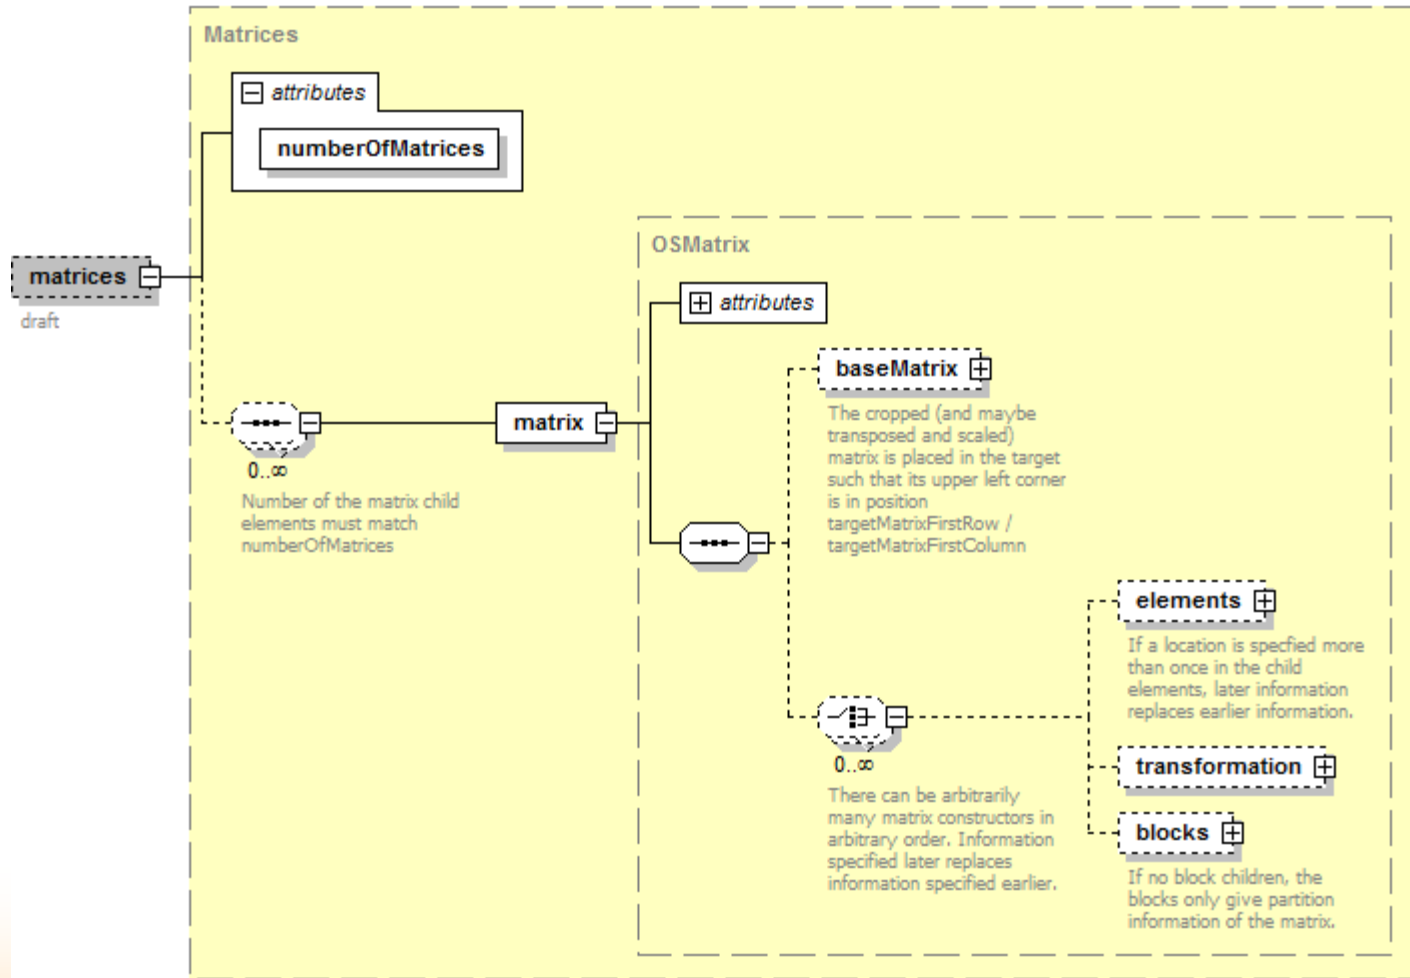 Matrices
attributes
numberOfMatrices
OSMatrix
matrices
draft
attributes
baseMatrix
The cropped (and maybe
transposed and scaled)
matrix is placed in the target
such that its upper left corner
is in position
targetMatrixFirstRow /
targetMatrixFirstColumn
matrix
0..∞
Number of the matrix child
elements must match
numberOfMatrices
elements
If a location is specfied more
than once in the child
elements, later information
replaces earlier information.
0..∞
There can be arbitrarily
many matrix constructors in
arbitrary order. Information
specified later replaces
information specified earlier.
transformation
blocks
If no block children, the
blocks only give partition
information of the matrix.